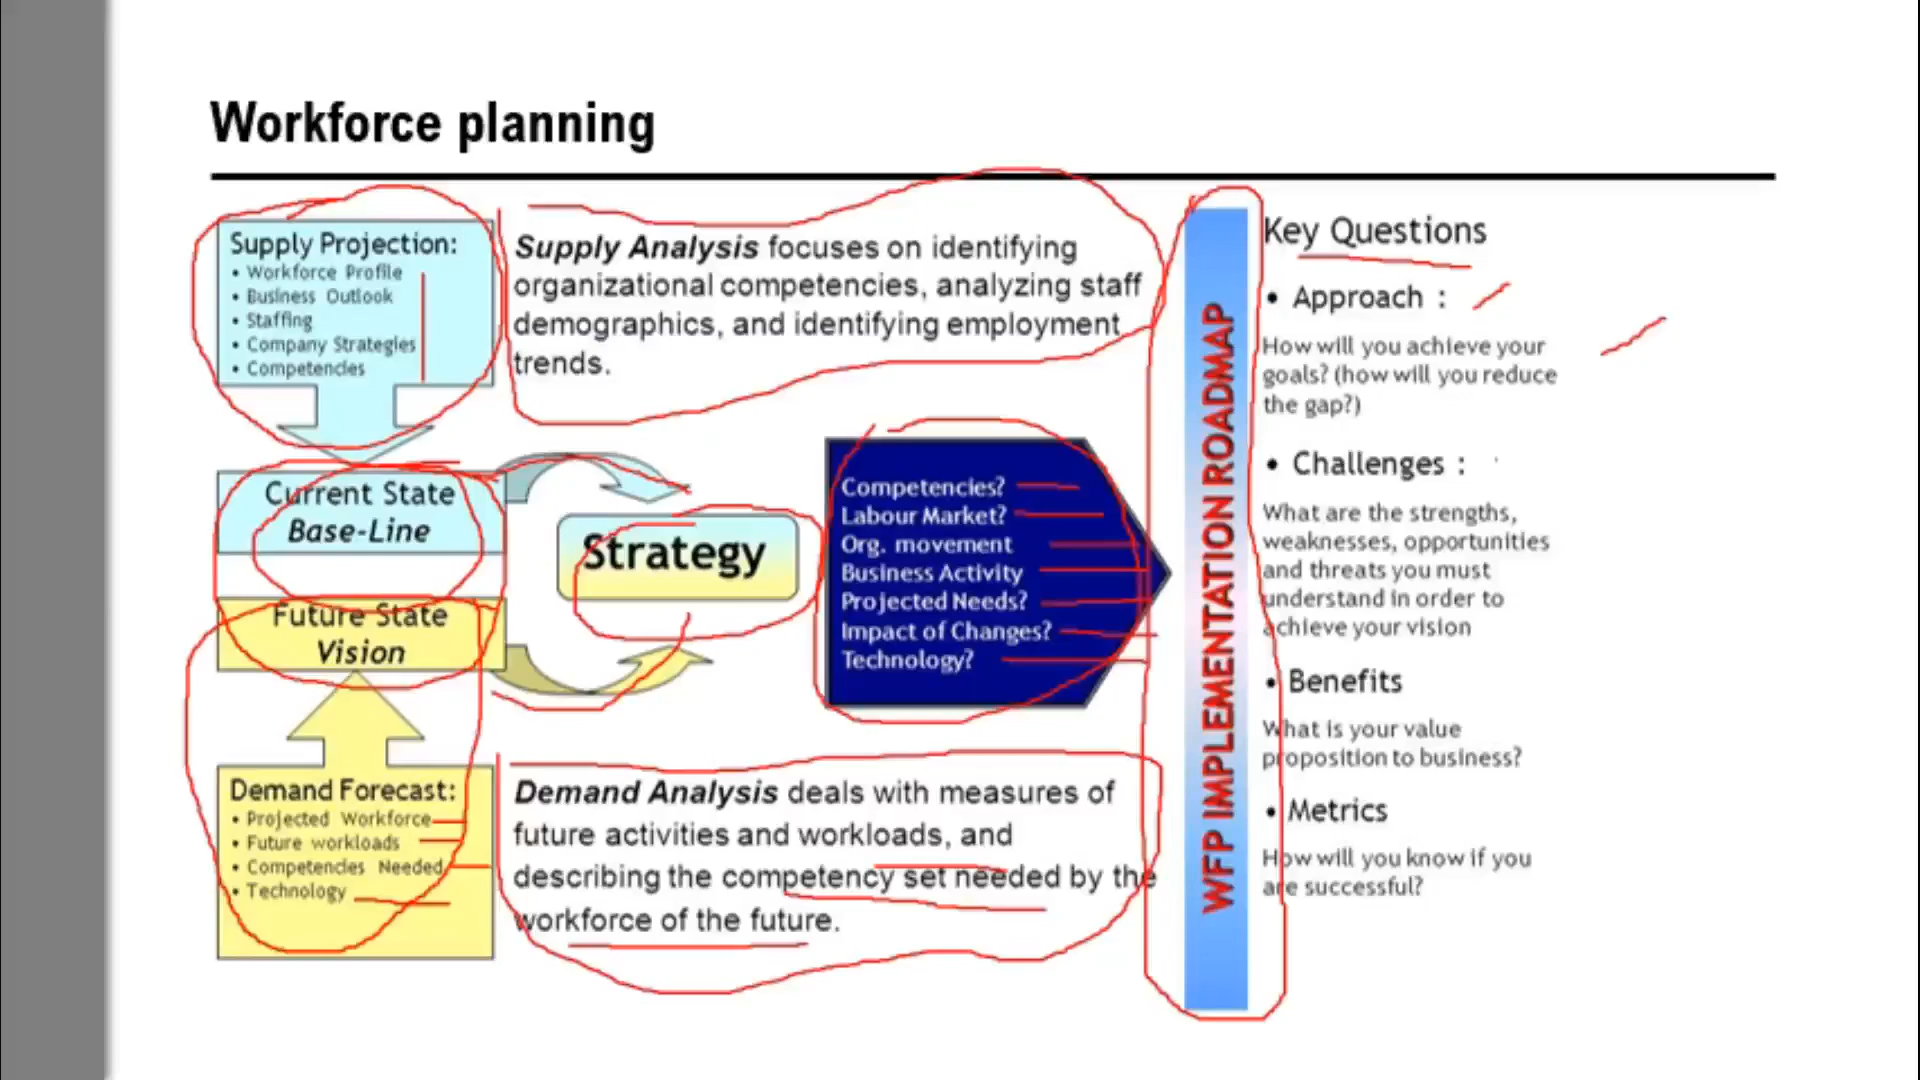 Workforce planning
Supply Projection:
• Workforce Profile
• Business Outlook
• Staffing
• Company Strategies
• Competencies
Supply Analysis focuses on identifying
organizational competencies, analyzing staff
demographics, and identifying employment
trends.
Current State
Base-Line
Future State
Vision
Strategy
Competencies?
Labour Market?
Org. movement
Business Activity
Projected Needs?
Impact of Changes?
Technology?
Demand Forecast:
• Projected Workforce
• Future workloads
• Competencies Needed
• Technology
Demand Analysis deals with measures of
future activities and workloads, and
describing the competency set needed by the
workforce of the future.
WFP IMPLEMENTATION ROADMAP
Key Questions
• Approach :
How will you achieve your
goals? (how will you reduce
the gap?)
• Challenges :
What are the strengths,
weaknesses, opportunities
and threats you must
understand in order to
achieve your vision
• Benefits
What is your value
proposition to business?
• Metrics
How will you know if you
are successful?